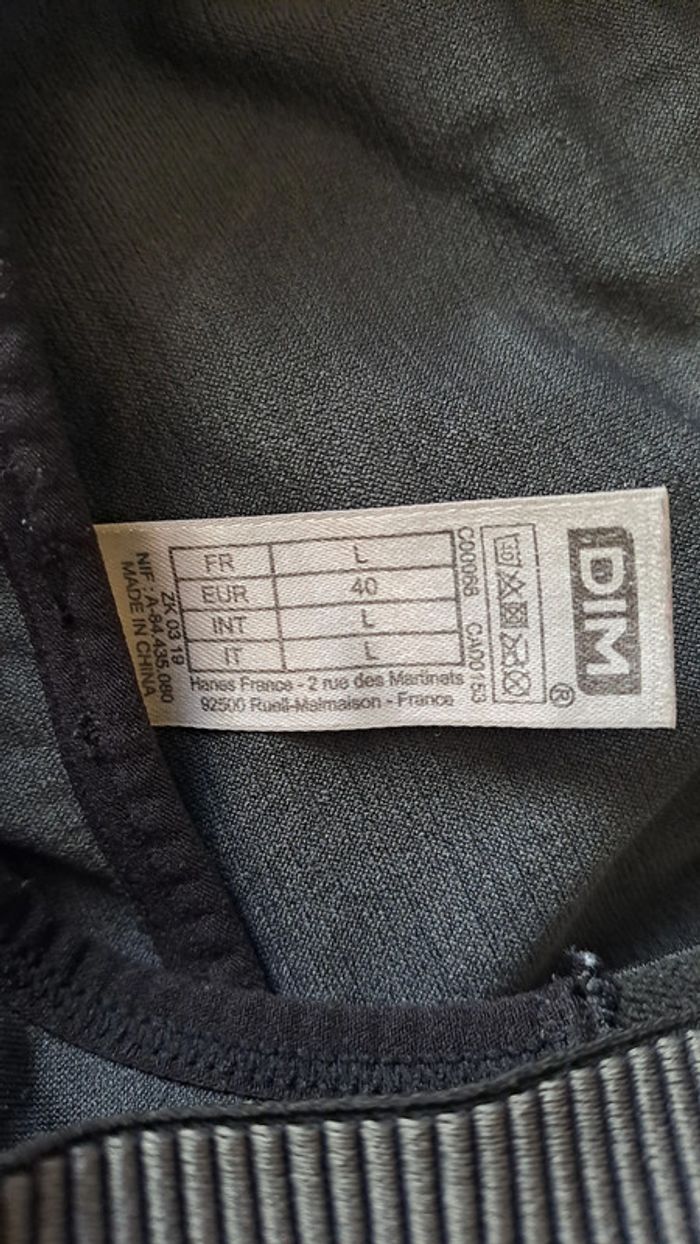 DIM
®
40
C00066 CA00153
FR L
EUR 40
INT L
IT L
Hanes France - 2 rue des Martinets
92500 Rueil-Malmaison - France
ZK 03 19
NIF : A-84.435.080
MADE IN CHINA